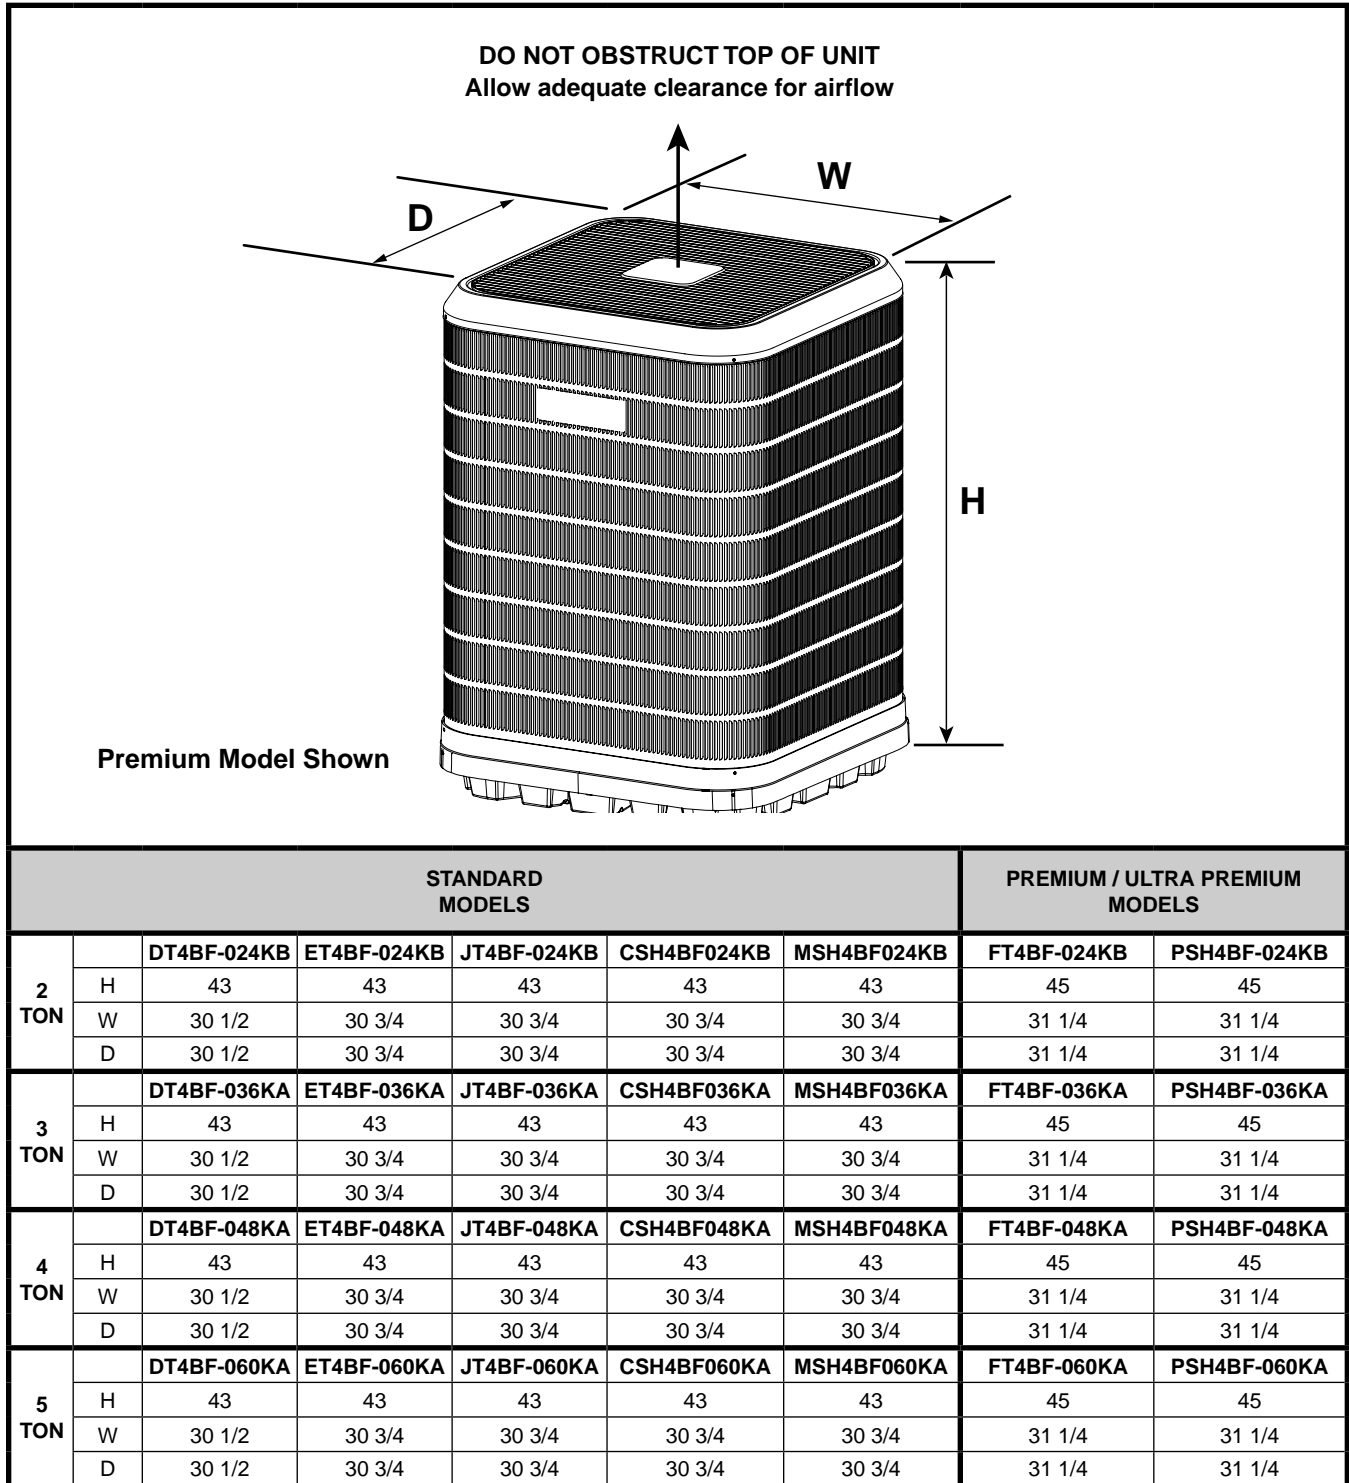 DO NOT OBSTRUCT TOP OF UNIT
Allow adequate clearance for airflow
W
D
H
Premium Model Shown
STANDARD
MODELS
PREMIUM / ULTRA PREMIUM
MODELS
2
TON
DT4BF-024KB ET4BF-024KB JT4BF-024KB CSH4BF024KB MSH4BF024KB FT4BF-024KB PSH4BF-024KB
H 43 43 43 43 43 45 45
W 30 1/2 30 3/4 30 3/4 30 3/4 30 3/4 31 1/4 31 1/4
D 30 1/2 30 3/4 30 3/4 30 3/4 30 3/4 31 1/4 31 1/4
3
TON
DT4BF-036KA ET4BF-036KA JT4BF-036KA CSH4BF036KA MSH4BF036KA FT4BF-036KA PSH4BF-036KA
H 43 43 43 43 43 45 45
W 30 1/2 30 3/4 30 3/4 30 3/4 30 3/4 31 1/4 31 1/4
D 30 1/2 30 3/4 30 3/4 30 3/4 30 3/4 31 1/4 31 1/4
4
TON
DT4BF-048KA ET4BF-048KA JT4BF-048KA CSH4BF048KA MSH4BF048KA FT4BF-048KA PSH4BF-048KA
H 43 43 43 43 43 45 45
W 30 1/2 30 3/4 30 3/4 30 3/4 30 3/4 31 1/4 31 1/4
D 30 1/2 30 3/4 30 3/4 30 3/4 30 3/4 31 1/4 31 1/4
5
TON
DT4BF-060KA ET4BF-060KA JT4BF-060KA CSH4BF060KA MSH4BF060KA FT4BF-060KA PSH4BF-060KA
H 43 43 43 43 43 45 45
W 30 1/2 30 3/4 30 3/4 30 3/4 30 3/4 31 1/4 31 1/4
D 30 1/2 30 3/4 30 3/4 30 3/4 30 3/4 31 1/4 31 1/4